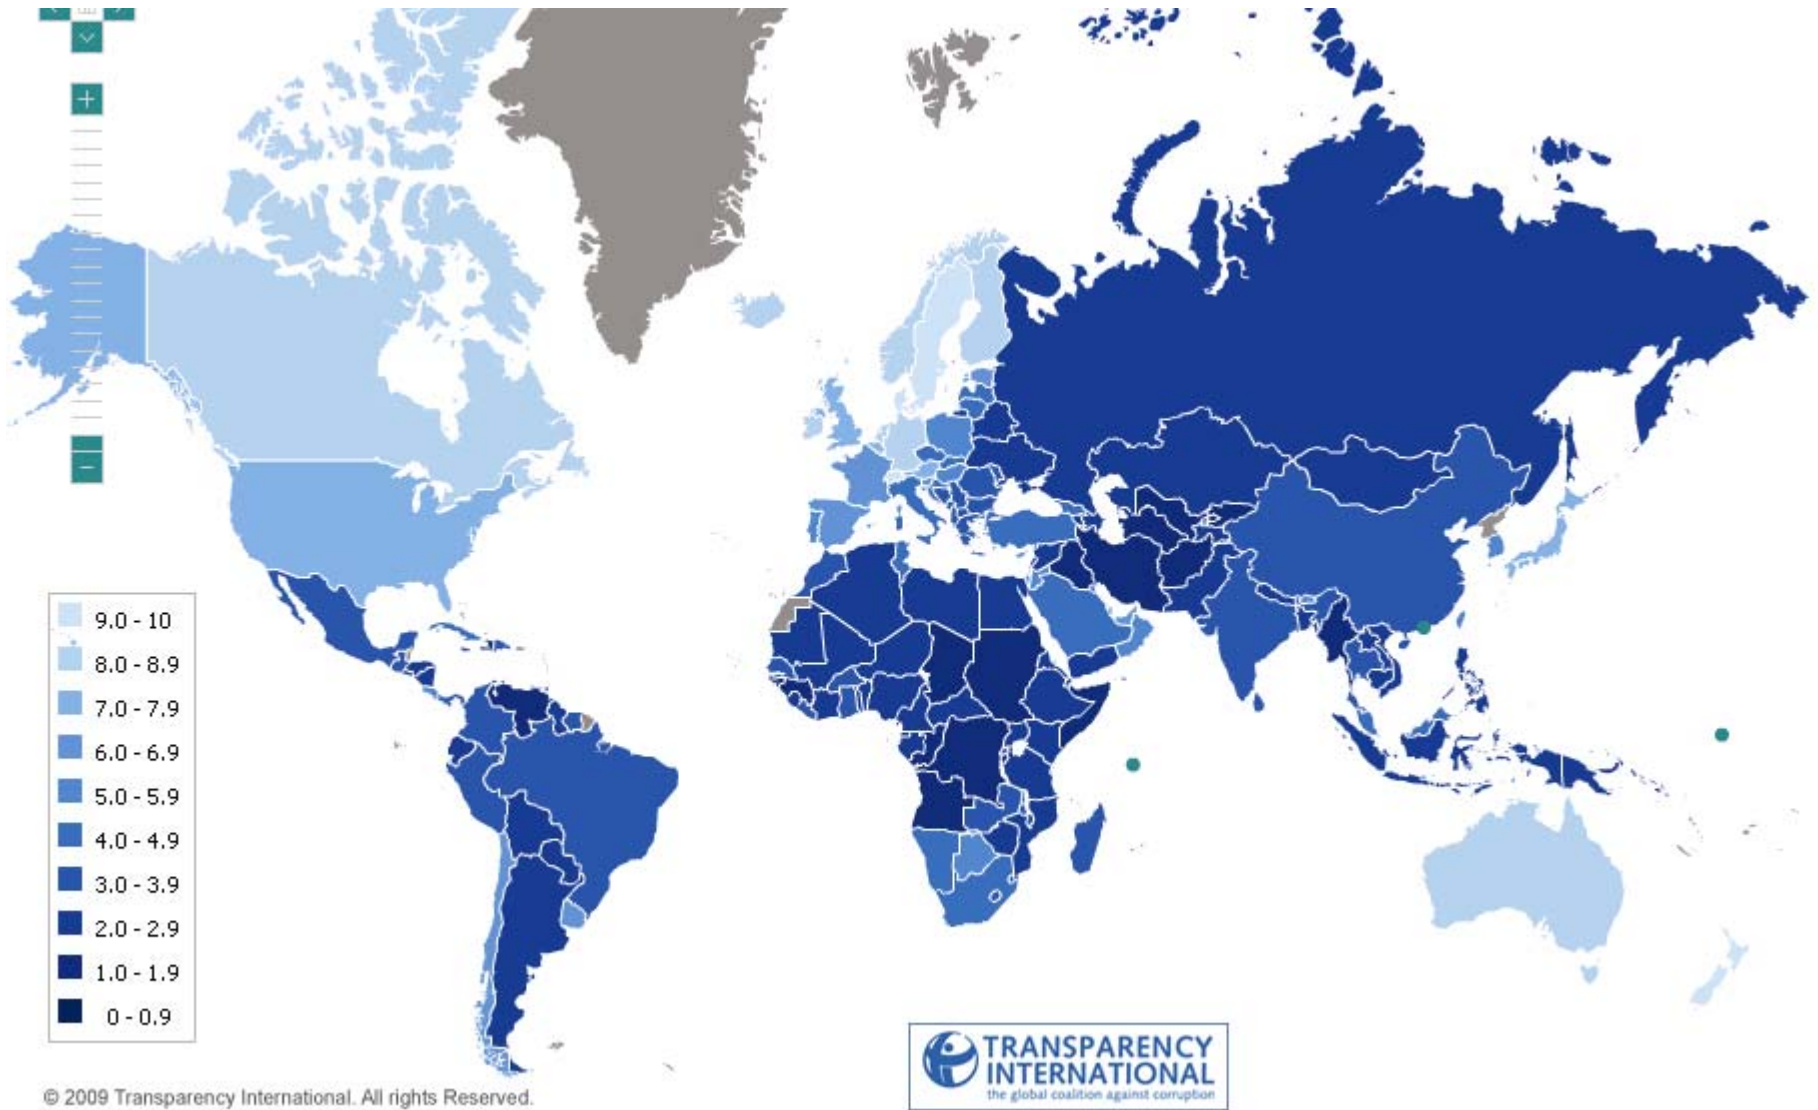 9.0 - 10
8.0 - 8.9
7.0 - 7.9
6.0 - 6.9
5.0 - 5.9
4.0 - 4.9
3.0 - 3.9
2.0 - 2.9
1.0 - 1.9
0 - 0.9
TRANSPARENCY
INTERNATIONAL
the global coalition against corruption
© 2009 Transparency International. All rights Reserved.